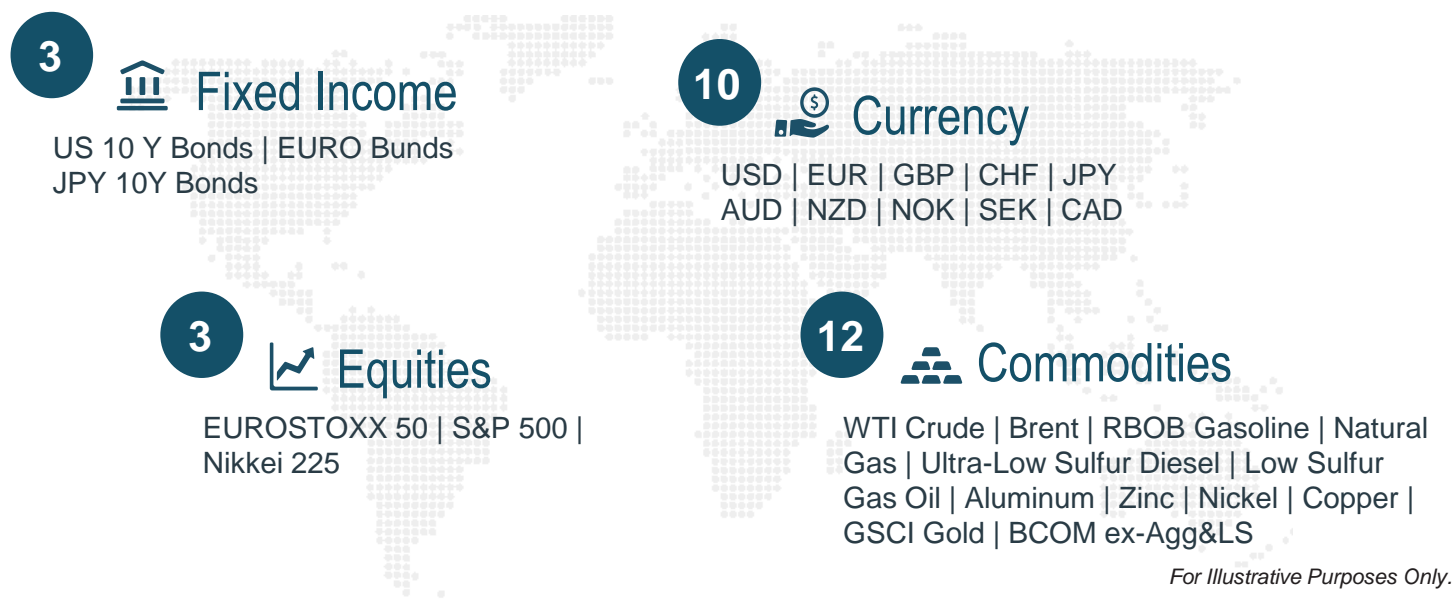 3
Fixed Income
US 10 Y Bonds | EURO Bunds
JPY 10Y Bonds
10
Currency
USD | EUR | GBP | CHF | JPY
AUD | NZD | NOK | SEK | CAD
3
Equities
EUROSTOXX 50 | S&P 500 |
Nikkei 225
12
Commodities
WTI Crude | Brent | RBOB Gasoline | Natural
Gas | Ultra-Low Sulfur Diesel | Low Sulfur
Gas Oil | Aluminum | Zinc | Nickel | Copper |
GSCI Gold | BCOM ex-Agg&LS
For Illustrative Purposes Only.